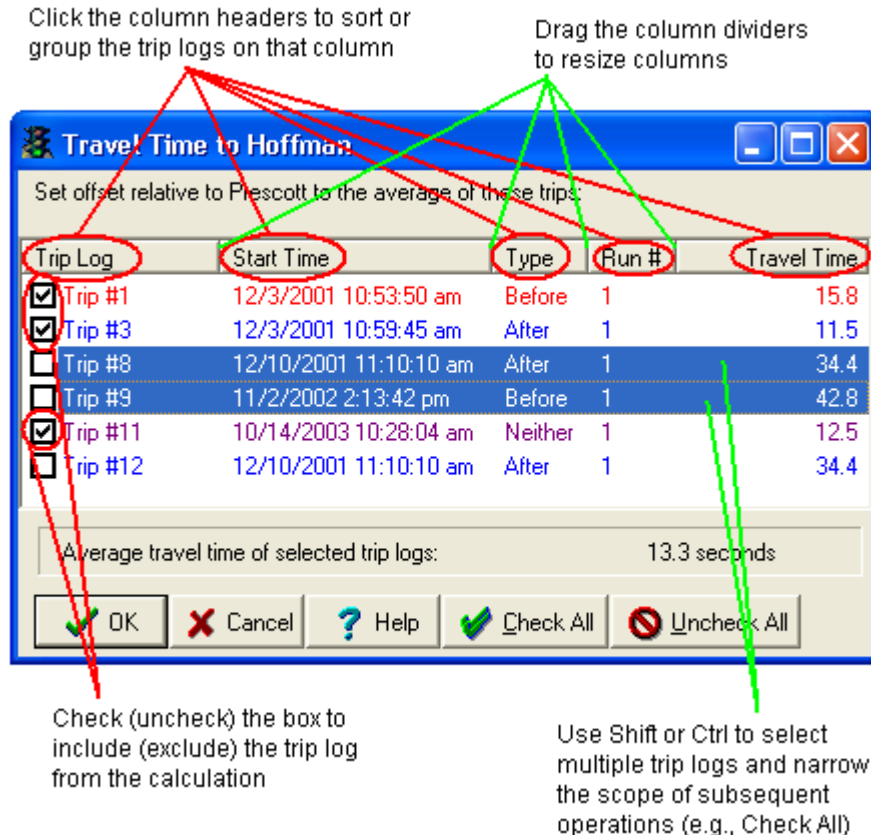 Click the column headers to sort or
group the trip logs on that column
Drag the column dividers
to resize columns
Travel Time to Hoffman
Set offset relative to Prescott to the average of these trips:
Trip Log Start Time Type Run # Travel Time
Trip #1 12/3/2001 10:53:50 am Before 1 15.8
Trip #3 12/3/2001 10:59:45 am After 1 11.5
Trip #8 12/10/2001 11:10:10 am After 1 34.4
Trip #9 11/2/2002 2:13:42 pm Before 1 42.8
Trip #11 10/14/2003 10:28:04 am Neither 1 12.5
Trip #12 12/10/2001 11:10:10 am After 1 34.4
Average travel time of selected trip logs: 13.3 seconds
OK Cancel Help Check All Uncheck All
Check (uncheck) the box to
include (exclude) the trip log
from the calculation
Use Shift or Ctrl to select
multiple trip logs and narrow
the scope of subsequent
operations (e.g., Check All)